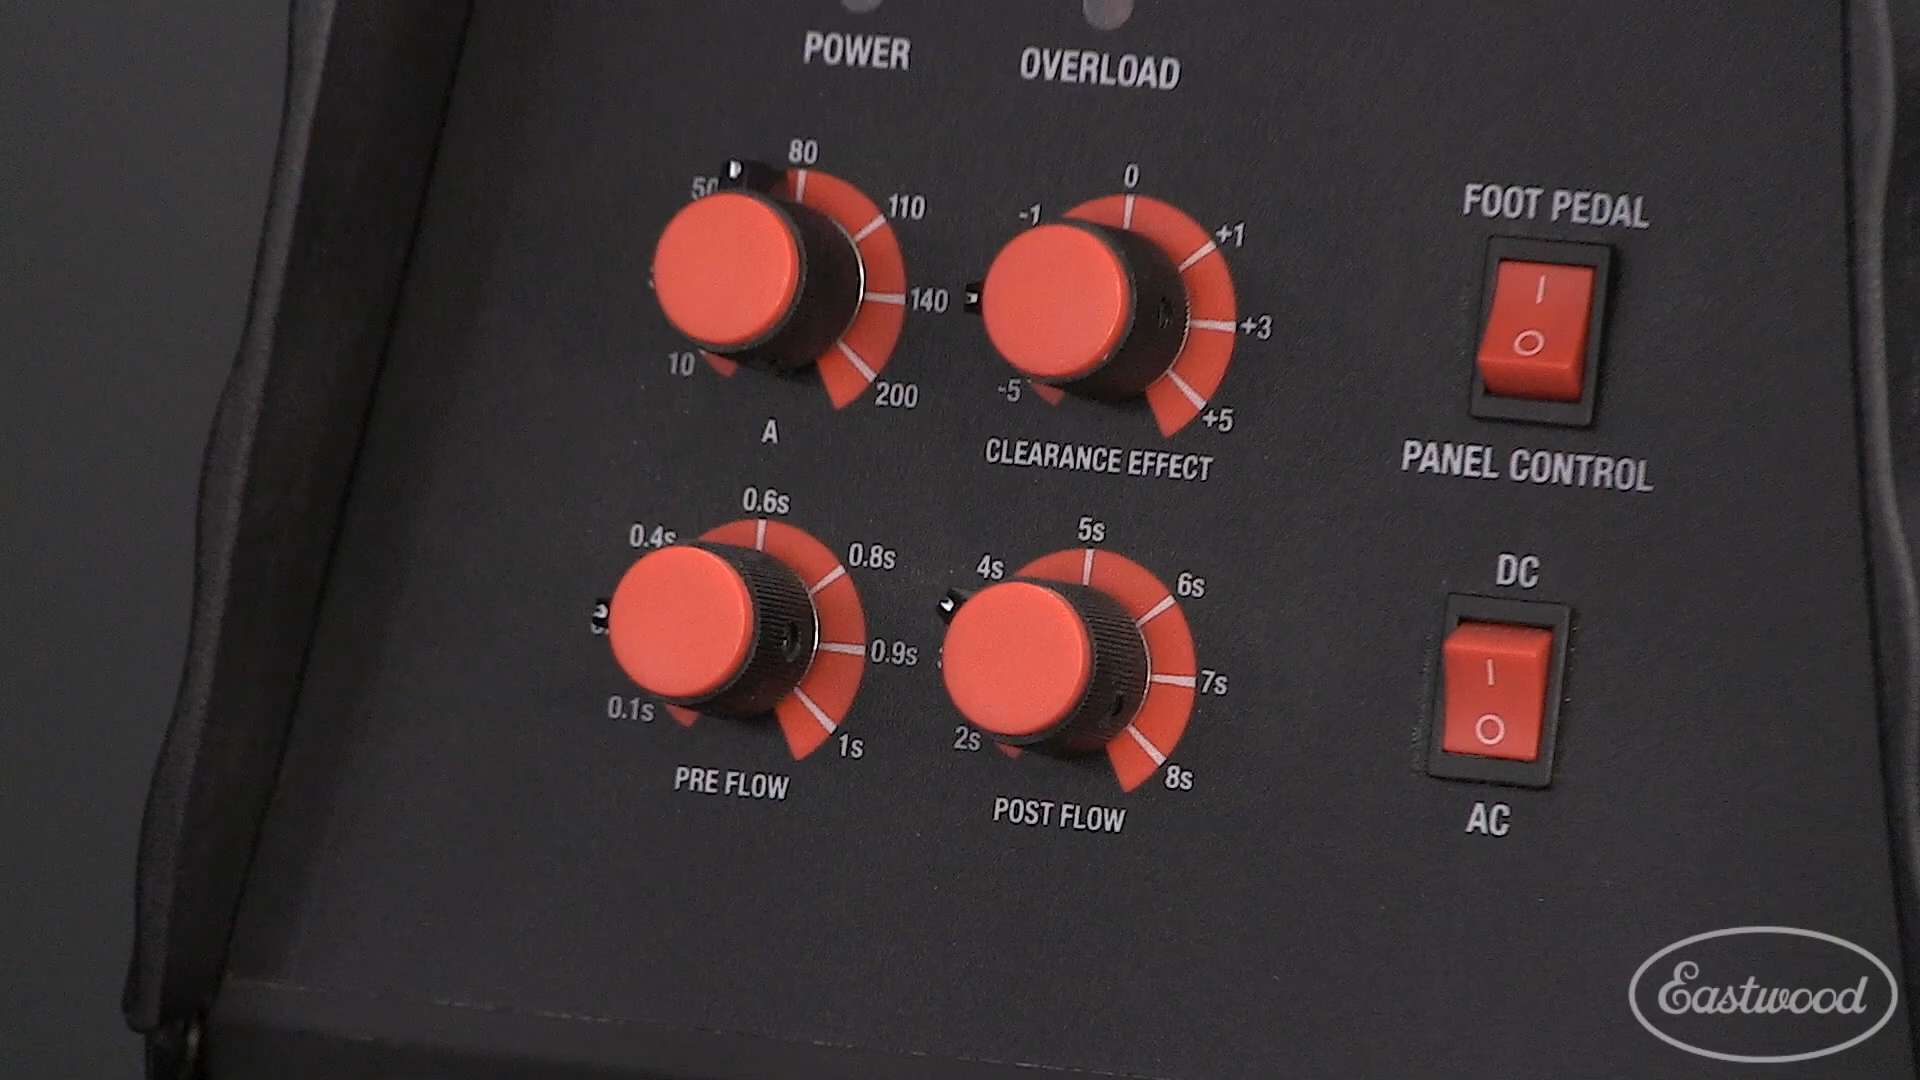 POWER
OVERLOAD
80
50
110
140
10
200
A
0
-1
+1
+3
-5
+5
CLEARANCE EFFECT
FOOT PEDAL
PANEL CONTROL
0.6s
0.4s
0.8s
0.9s
0.1s
1s
PRE FLOW
5s
4s
6s
7s
2s
8s
POST FLOW
DC
AC
Eastwood